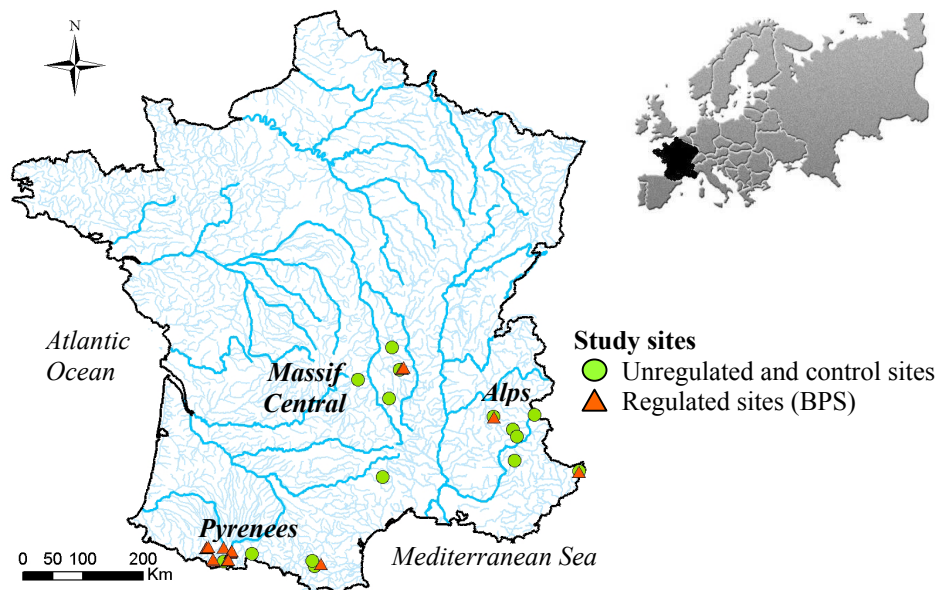 N
Atlantic
Ocean
Massif
Central
Alps
Study sites
Unregulated and control sites
Regulated sites (BPS)
Pyrenees
Mediterranean Sea
0 50 100 200
Km